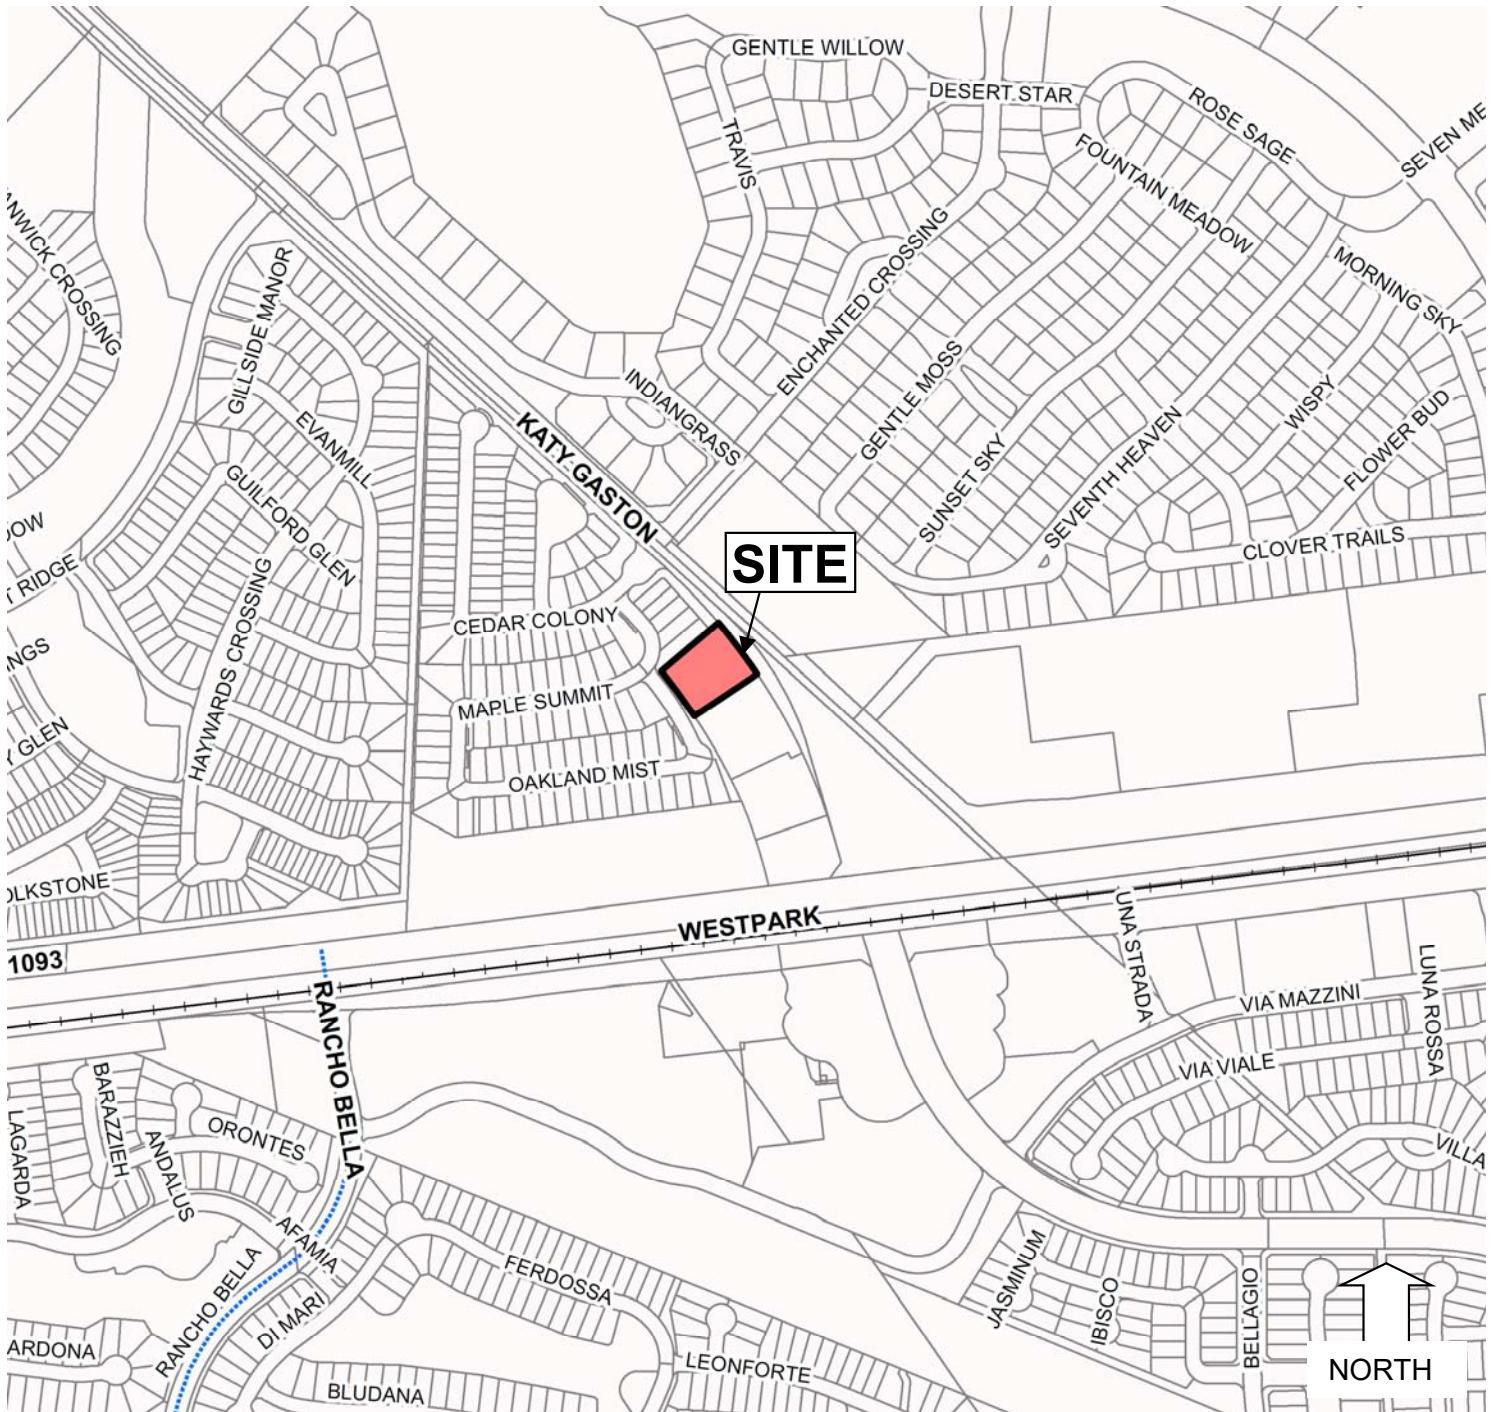 GENTLE WILLOW
DESERT STAR
ROSE SAGE
SEVEN ME
TRAVIS
FOUNTAIN MEADOW
NWICK CROSSING
GILLSIDE MANOR
ENCHANTED CROSSING
MORNING SKY
INDIANGRASS
GENTLE MOSS
WISPY
FLOWER BUD
EVANMILL
KATY GASTON
SUNSET SKY
SEVENTH HEAVEN
GUILFORD GLEN
DOW
T RIDGE
SITE
CLOVER TRAILS
HAYWARDS CROSSING
CEDAR COLONY
NGS
MAPLE SUMMIT
Y GLEN
OAKLAND MIST
OLKSTONE
WESTPARK
1093
UNA STRADA
LUNA ROSSA
RANCHO BELLA
VIA MAZZINI
VIA VIALE
BARAZZIEH
LAGARDA
ANDALUS
ORONTES
VILLA
AFAMIA
RANCHO BELLA
FERDOSSA
JASMINUM
IBISCO
BELLAGIO
DI MARI
ARDONA
LEONFORTE
BLUDANA
NORTH